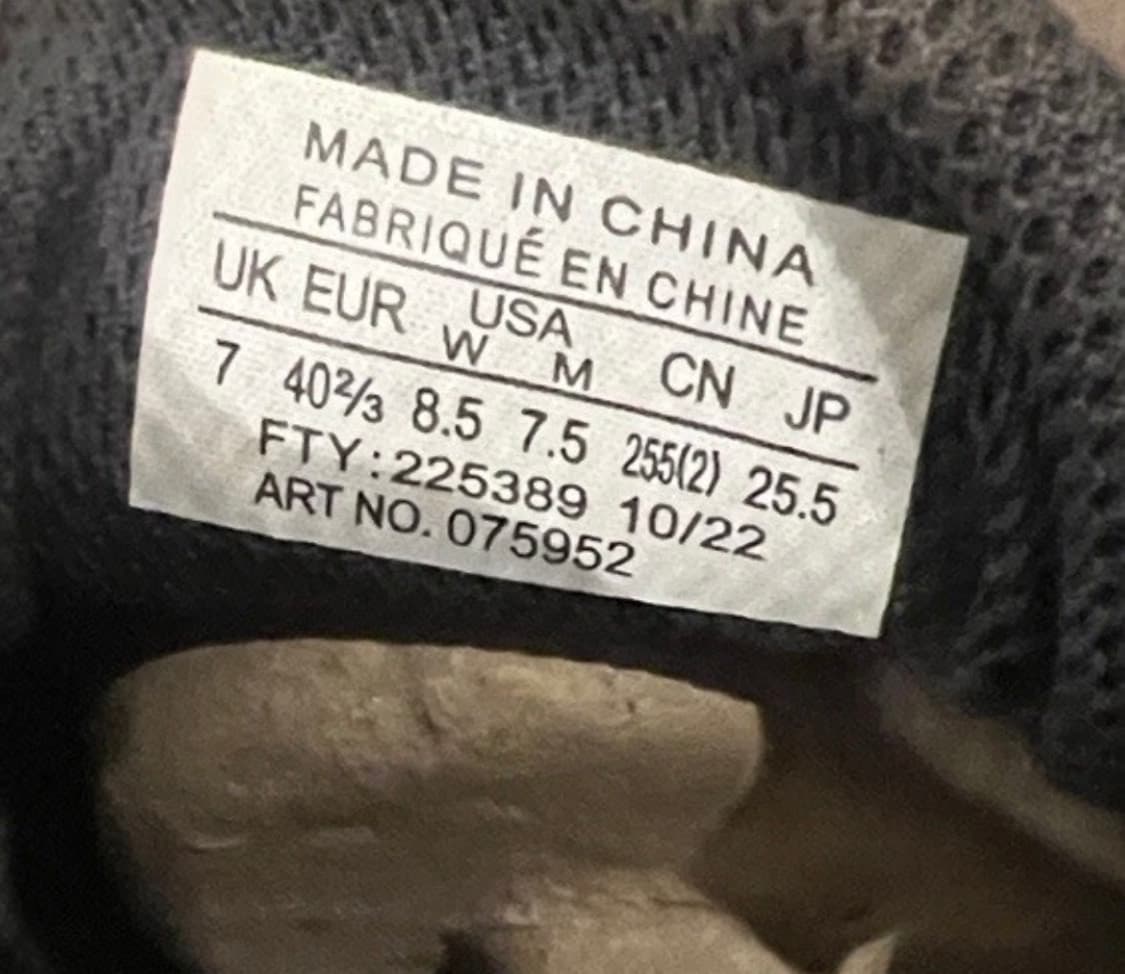 MADE IN CHINA
FABRIQUÉ EN CHINE
UK EUR USA CN JP
W M
7 40⅔ 8.5 7.5 255(2) 25.5
FTY:225389 10/22
ART NO. 075952